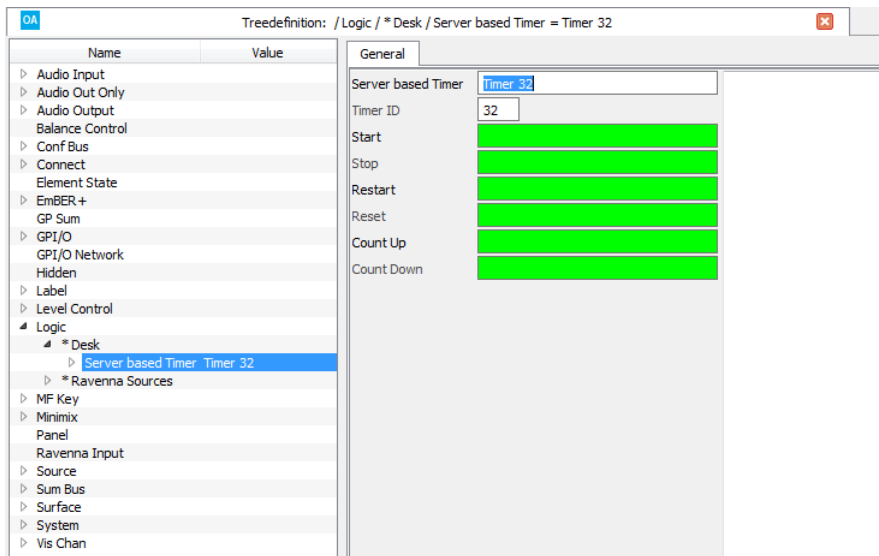 OA
Treedefinition: / Logic / * Desk / Server based Timer = Timer 32
Name Value
Audio Input
Audio Out Only
Audio Output
Balance Control
Conf Bus
Connect
Element State
EmBER+
GP Sum
GPI/O
GPI/O Network
Hidden
Label
Level Control
Logic
* Desk
Server based Timer Timer 32
* Ravenna Sources
MF Key
Minimix
Panel
Ravenna Input
Source
Sum Bus
Surface
System
Vis Chan
General
Server based Timer Timer 32
Timer ID 32
Start
Stop
Restart
Reset
Count Up
Count Down